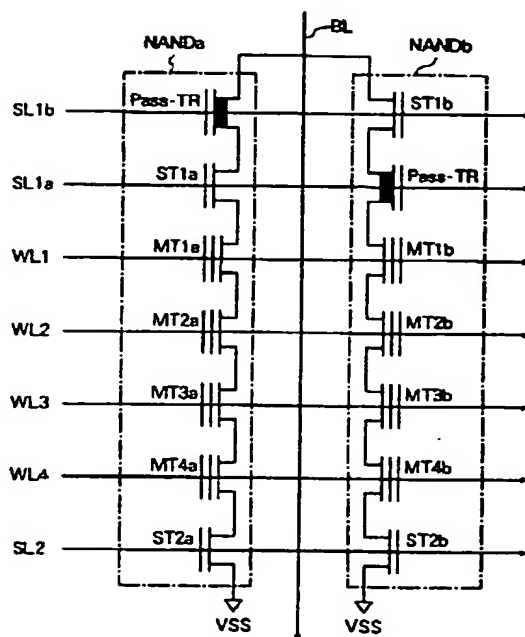 BL
NANDa
NANDb
SL1b
Pass-TR
ST1b
SL1a
ST1a
Pass-TR
WL1
MT1a
MT1b
WL2
MT2a
MT2b
WL3
MT3a
MT3b
WL4
MT4a
MT4b
SL2
ST2a
ST2b
VSS
VSS